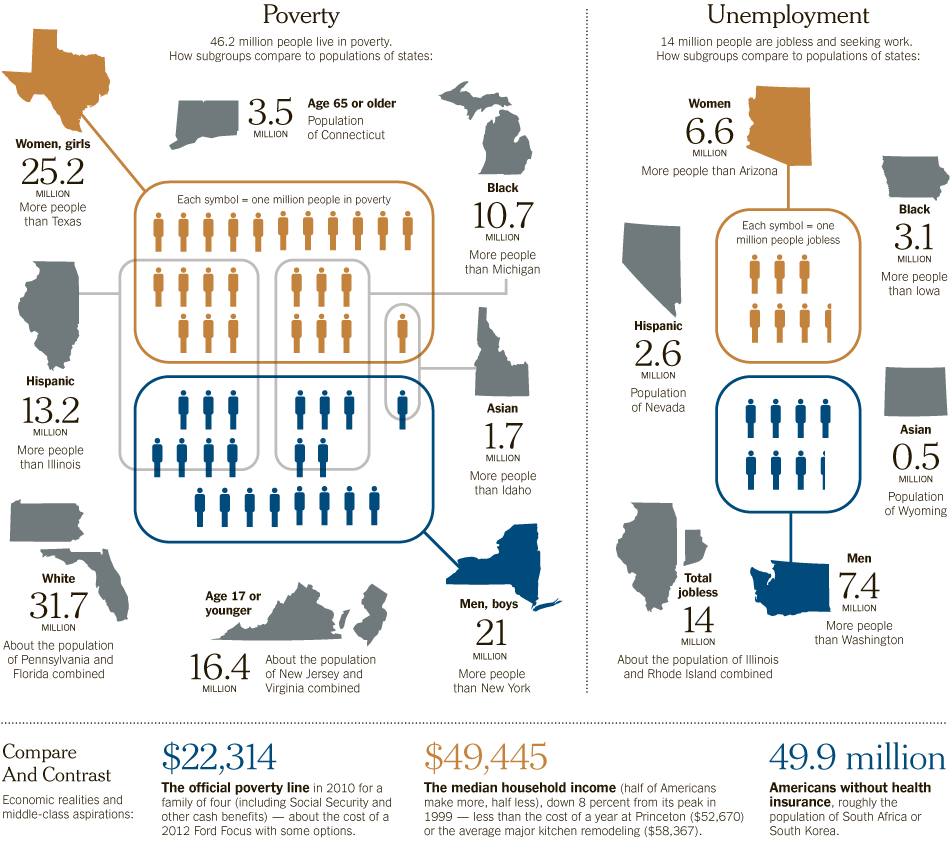 Poverty
46.2 million people live in poverty.
How subgroups compare to populations of states:
Women, girls
25.2
MILLION
More people
than Texas
3.5
MILLION
Age 65 or older
Population
of Connecticut
Black
10.7
MILLION
More people
than Michigan
Each symbol = one million people in poverty
Hispanic
13.2
MILLION
More people
than Illinois
Asian
1.7
MILLION
More people
than Idaho
White
31.7
MILLION
About the population
of Pennsylvania and
Florida combined
Age 17 or
younger
16.4
MILLION
About the population
of New Jersey and
Virginia combined
Men, boys
21
MILLION
More people
than New York
Unemployment
14 million people are jobless and seeking work.
How subgroups compare to populations of states:
Women
6.6
MILLION
More people than Arizona
Black
3.1
MILLION
More people
than Iowa
Each symbol = one
million people jobless
Hispanic
2.6
MILLION
Population
of Nevada
Asian
0.5
MILLION
Population
of Wyoming
Total
jobless
14
MILLION
About the population of Illinois
and Rhode Island combined
Men
7.4
MILLION
More people
than Washington
Compare
And Contrast
Economic realities and
middle-class aspirations:
$22,314
The official poverty line in 2010 for a
family of four (including Social Security and
other cash benefits) — about the cost of a
2012 Ford Focus with some options.
$49,445
The median household income (half of Americans
make more, half less), down 8 percent from its peak in
1999 — less than the cost of a year at Princeton ($52,670)
or the average major kitchen remodeling ($58,367).
49.9 million
Americans without health
insurance, roughly the
population of South Africa or
South Korea.